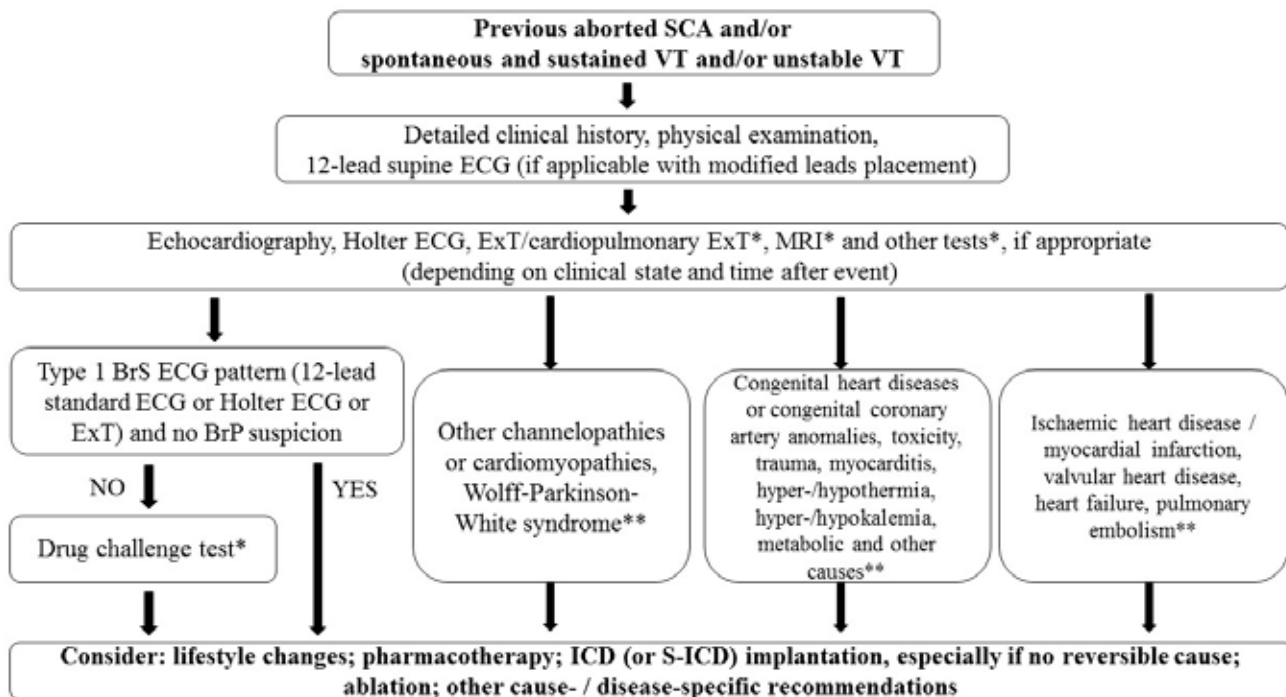 Previous aborted SCA and/or
spontaneous and sustained VT and/or unstable VT
Detailed clinical history, physical examination,
12-lead supine ECG (if applicable with modified leads placement)
Echocardiography, Holter ECG, ExT/cardiopulmonary ExT*, MRI* and other tests*, if appropriate
(depending on clinical state and time after event)
Type 1 BrS ECG pattern (12-lead
standard ECG or Holter ECG or
ExT) and no BrP suspicion
NO
YES
Drug challenge test*
Other channelopathies
or cardiomyopathies,
Wolff-Parkinson-
White syndrome**
Congenital heart diseases
or congenital coronary
artery anomalies, toxicity,
trauma, myocarditis,
hyper-/hypothermia,
hyper-/hypokalemia,
metabolic and other
causes**
Ischaemic heart disease /
myocardial infarction,
valvular heart disease,
heart failure, pulmonary
embolism**
Consider: lifestyle changes; pharmacotherapy; ICD (or S-ICD) implantation, especially if no reversible cause;
ablation; other cause- / disease-specific recommendations